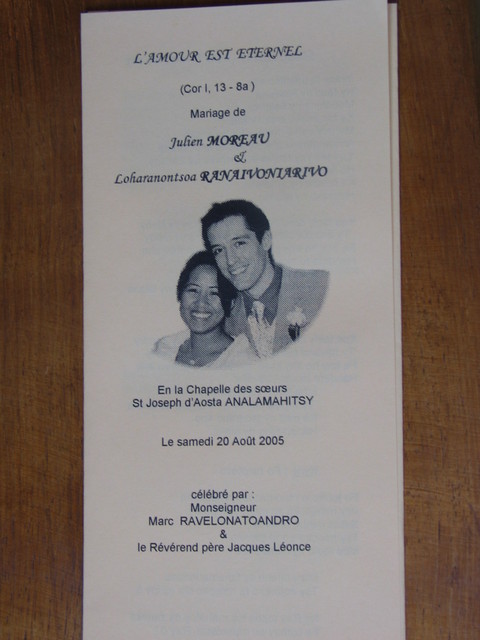 L'AMOUR EST ETERNEL
(Cor I, 13 - 8a )
Mariage de
Julien MOREAU
&
Loharanontsoa RANAIVONIARIVO
En la Chapelle des sœurs
St Joseph d'Aosta ANALAMAHITSY
Le samedi 20 Août 2005
célébré par :
Monseigneur
Marc RAVELONATOANDRO
&
le Révérend père Jacques Léonce